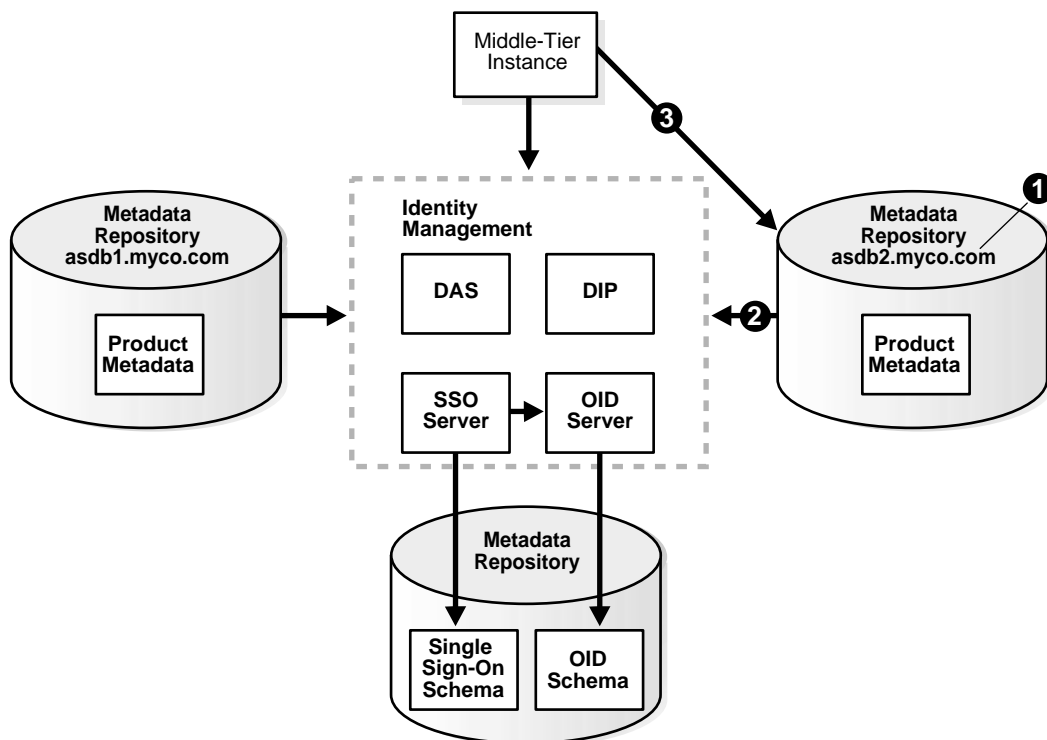 Middle-Tier
Instance
3
1
Metadata
Repository
asdb1.myco.com
Product
Metadata
Identity
Management
DAS
DIP
SSO
Server
OID
Server
Metadata
Repository
asdb2.myco.com
2
Product
Metadata
Metadata
Repository
Single
Sign-On
Schema
OID
Schema